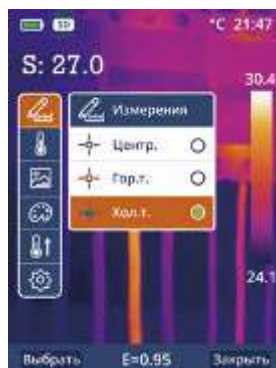 SD °C 21:47
S: 27.0
30.4
Измерения
Центр.
Гор.т.
Хол.т.
24.1
Выбрать E=0.95 Закрыть